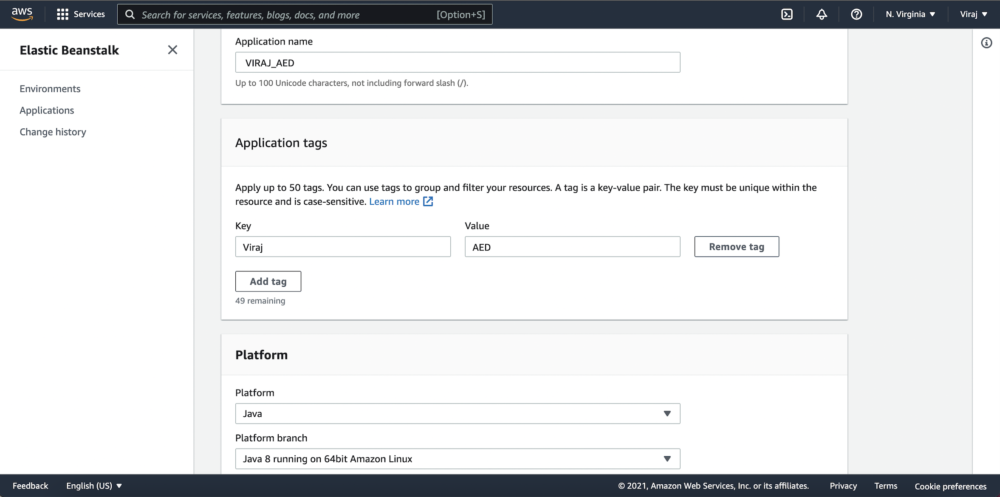 aws
Services
Search for services, features, blogs, docs, and more
[Option+S]
N. Virginia
Viraj
Elastic Beanstalk
Environments
Applications
Change history
Application name
VIRAJ_AED
Up to 100 Unicode characters, not including forward slash (/).
Application tags
Apply up to 50 tags. You can use tags to group and filter your resources. A tag is a key-value pair. The key must be unique within the
resource and is case-sensitive. Learn more
Key
Value
Viraj
AED
Remove tag
Add tag
49 remaining
Platform
Platform
Java
Platform branch
Java 8 running on 64bit Amazon Linux
Feedback
English (US)
© 2021, Amazon Web Services, Inc. or its affiliates.
Privacy
Terms
Cookie preferences